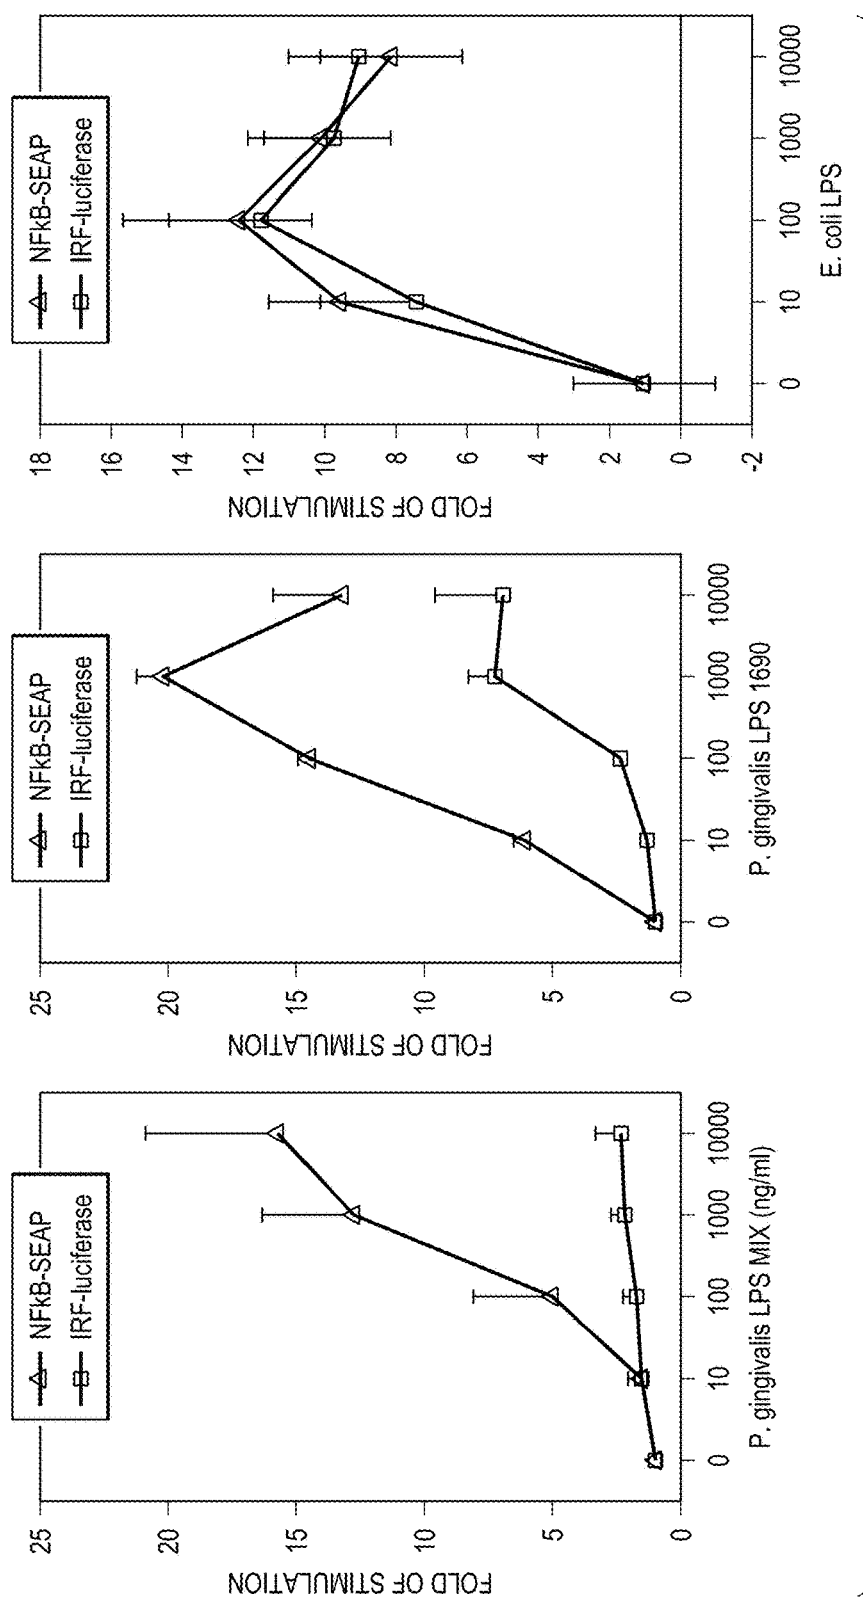 NFkB-SEAP
IRF-luciferase
FOLD OF STIMULATION
25
20
15
10
5
0
0 10 100 1000 10000
P. gingivalis LPS MIX (ng/ml)
NFkB-SEAP
IRF-luciferase
FOLD OF STIMULATION
25
20
15
10
5
0
0 10 100 1000 10000
P. gingivalis LPS 1690
NFkB-SEAP
IRF-luciferase
FOLD OF STIMULATION
18
16
14
12
10
8
6
4
2
0
-2
0 10 100 1000 10000
E. coli LPS